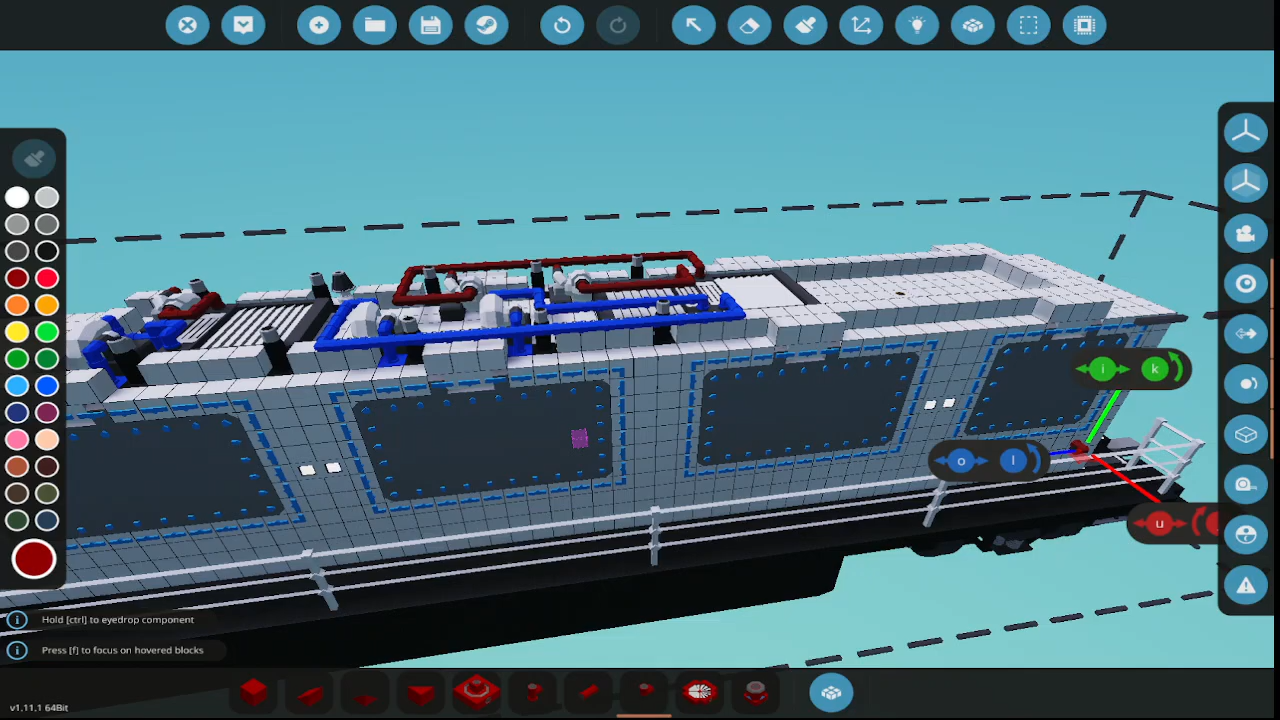 i
k
o
l
u
Hold [ctrl] to eyedrop component
Press [f] to focus on hovered blocks
v1.11.1 64Bit